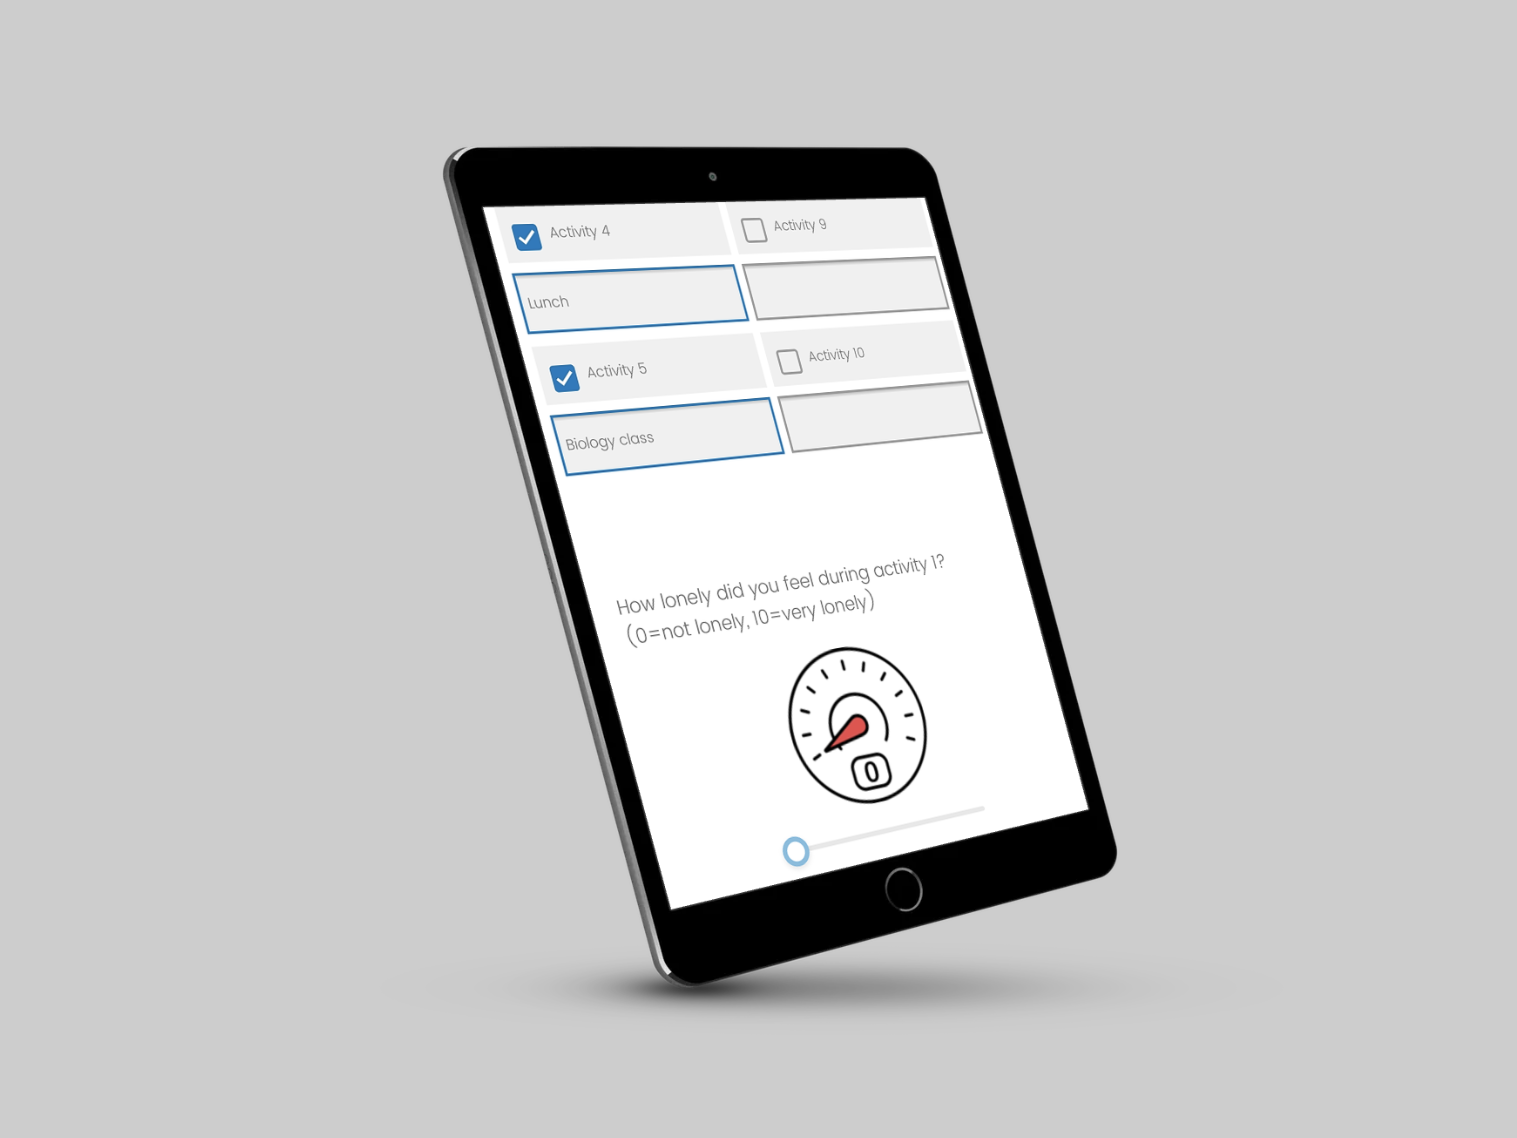 Activity 4
Activity 9
Lunch
Activity 5
Activity 10
Biology class
How lonely did you feel during activity 1?
(0=not lonely, 10=very lonely)
0